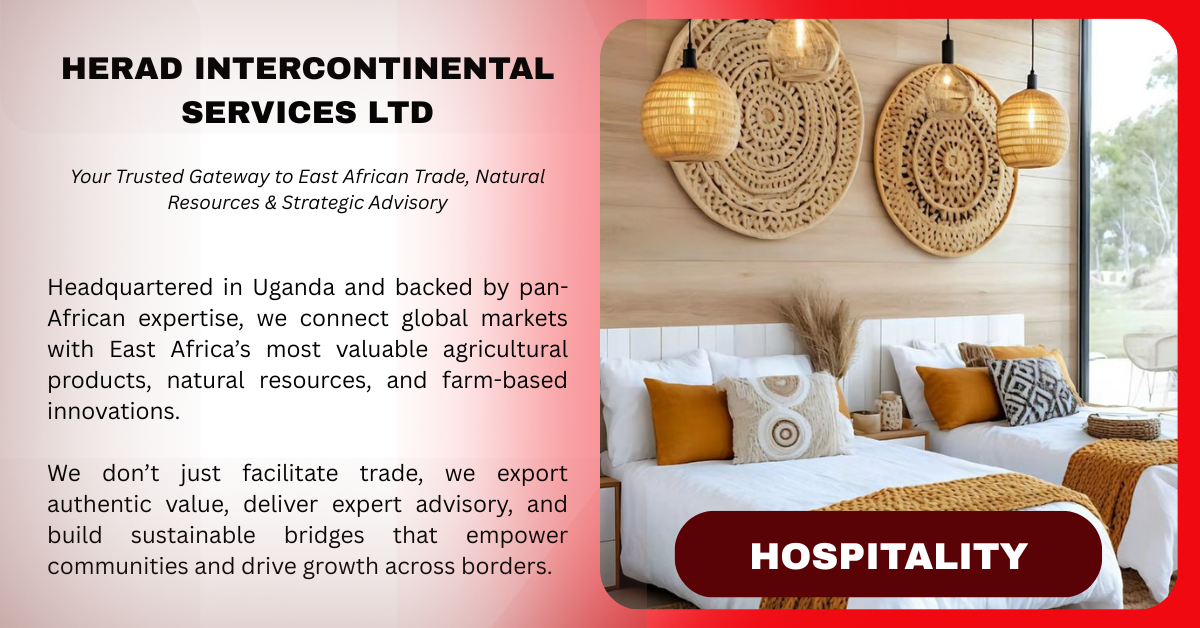 HERAD INTERCONTINENTAL
SERVICES LTD
Your Trusted Gateway to East African Trade, Natural
Resources & Strategic Advisory
Headquartered in Uganda and backed by pan-
African expertise, we connect global markets
with East Africa’s most valuable agricultural
products, natural resources, and farm-based
innovations.
We don’t just facilitate trade, we export
authentic value, deliver expert advisory, and
build sustainable bridges that empower
communities and drive growth across borders.
HOSPITALITY